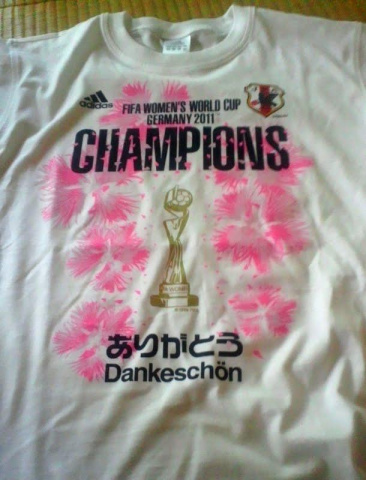 adidas
FIFA WOMEN'S WORLD CUP
GERMANY 2011
CHAMPIONS
ありがとう
Dankeschön